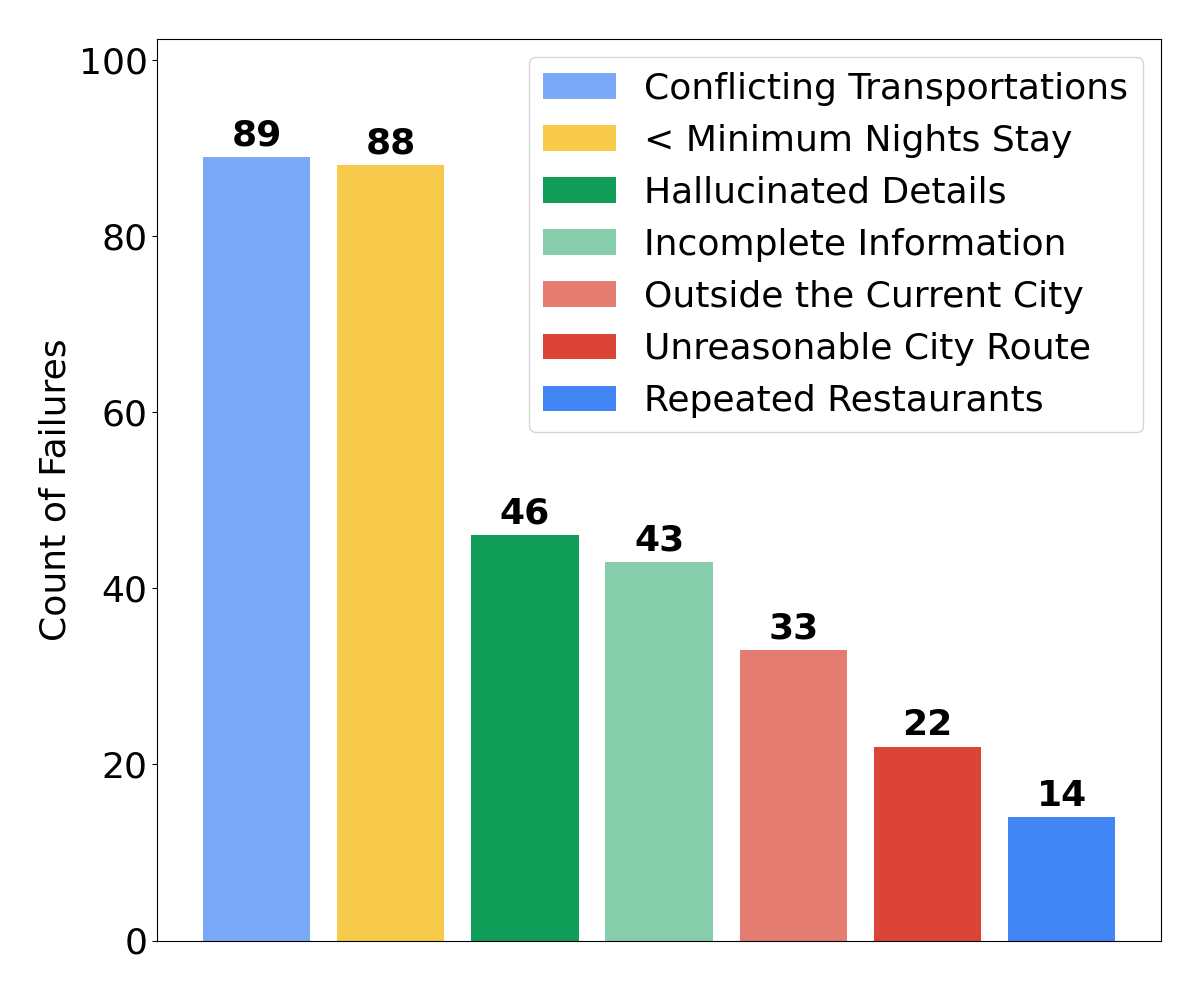 Count of Failures
100
80
60
40
20
0
89
88
46
43
33
22
14
Conflicting Transportations
< Minimum Nights Stay
Hallucinated Details
Incomplete Information
Outside the Current City
Unreasonable City Route
Repeated Restaurants